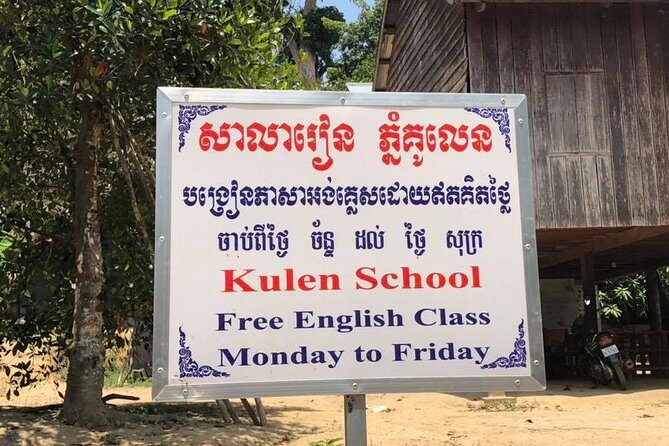 សាលារៀន ភ្នំគូលេន
បង្រៀនភាសាអង់គ្លេសដោយឥតគិតថ្លៃ
ចាប់ពីថ្ងៃ ច័ន្ទ ដល់ ថ្ងៃ សុក្រ
Kulen School
Free English Class
Monday to Friday